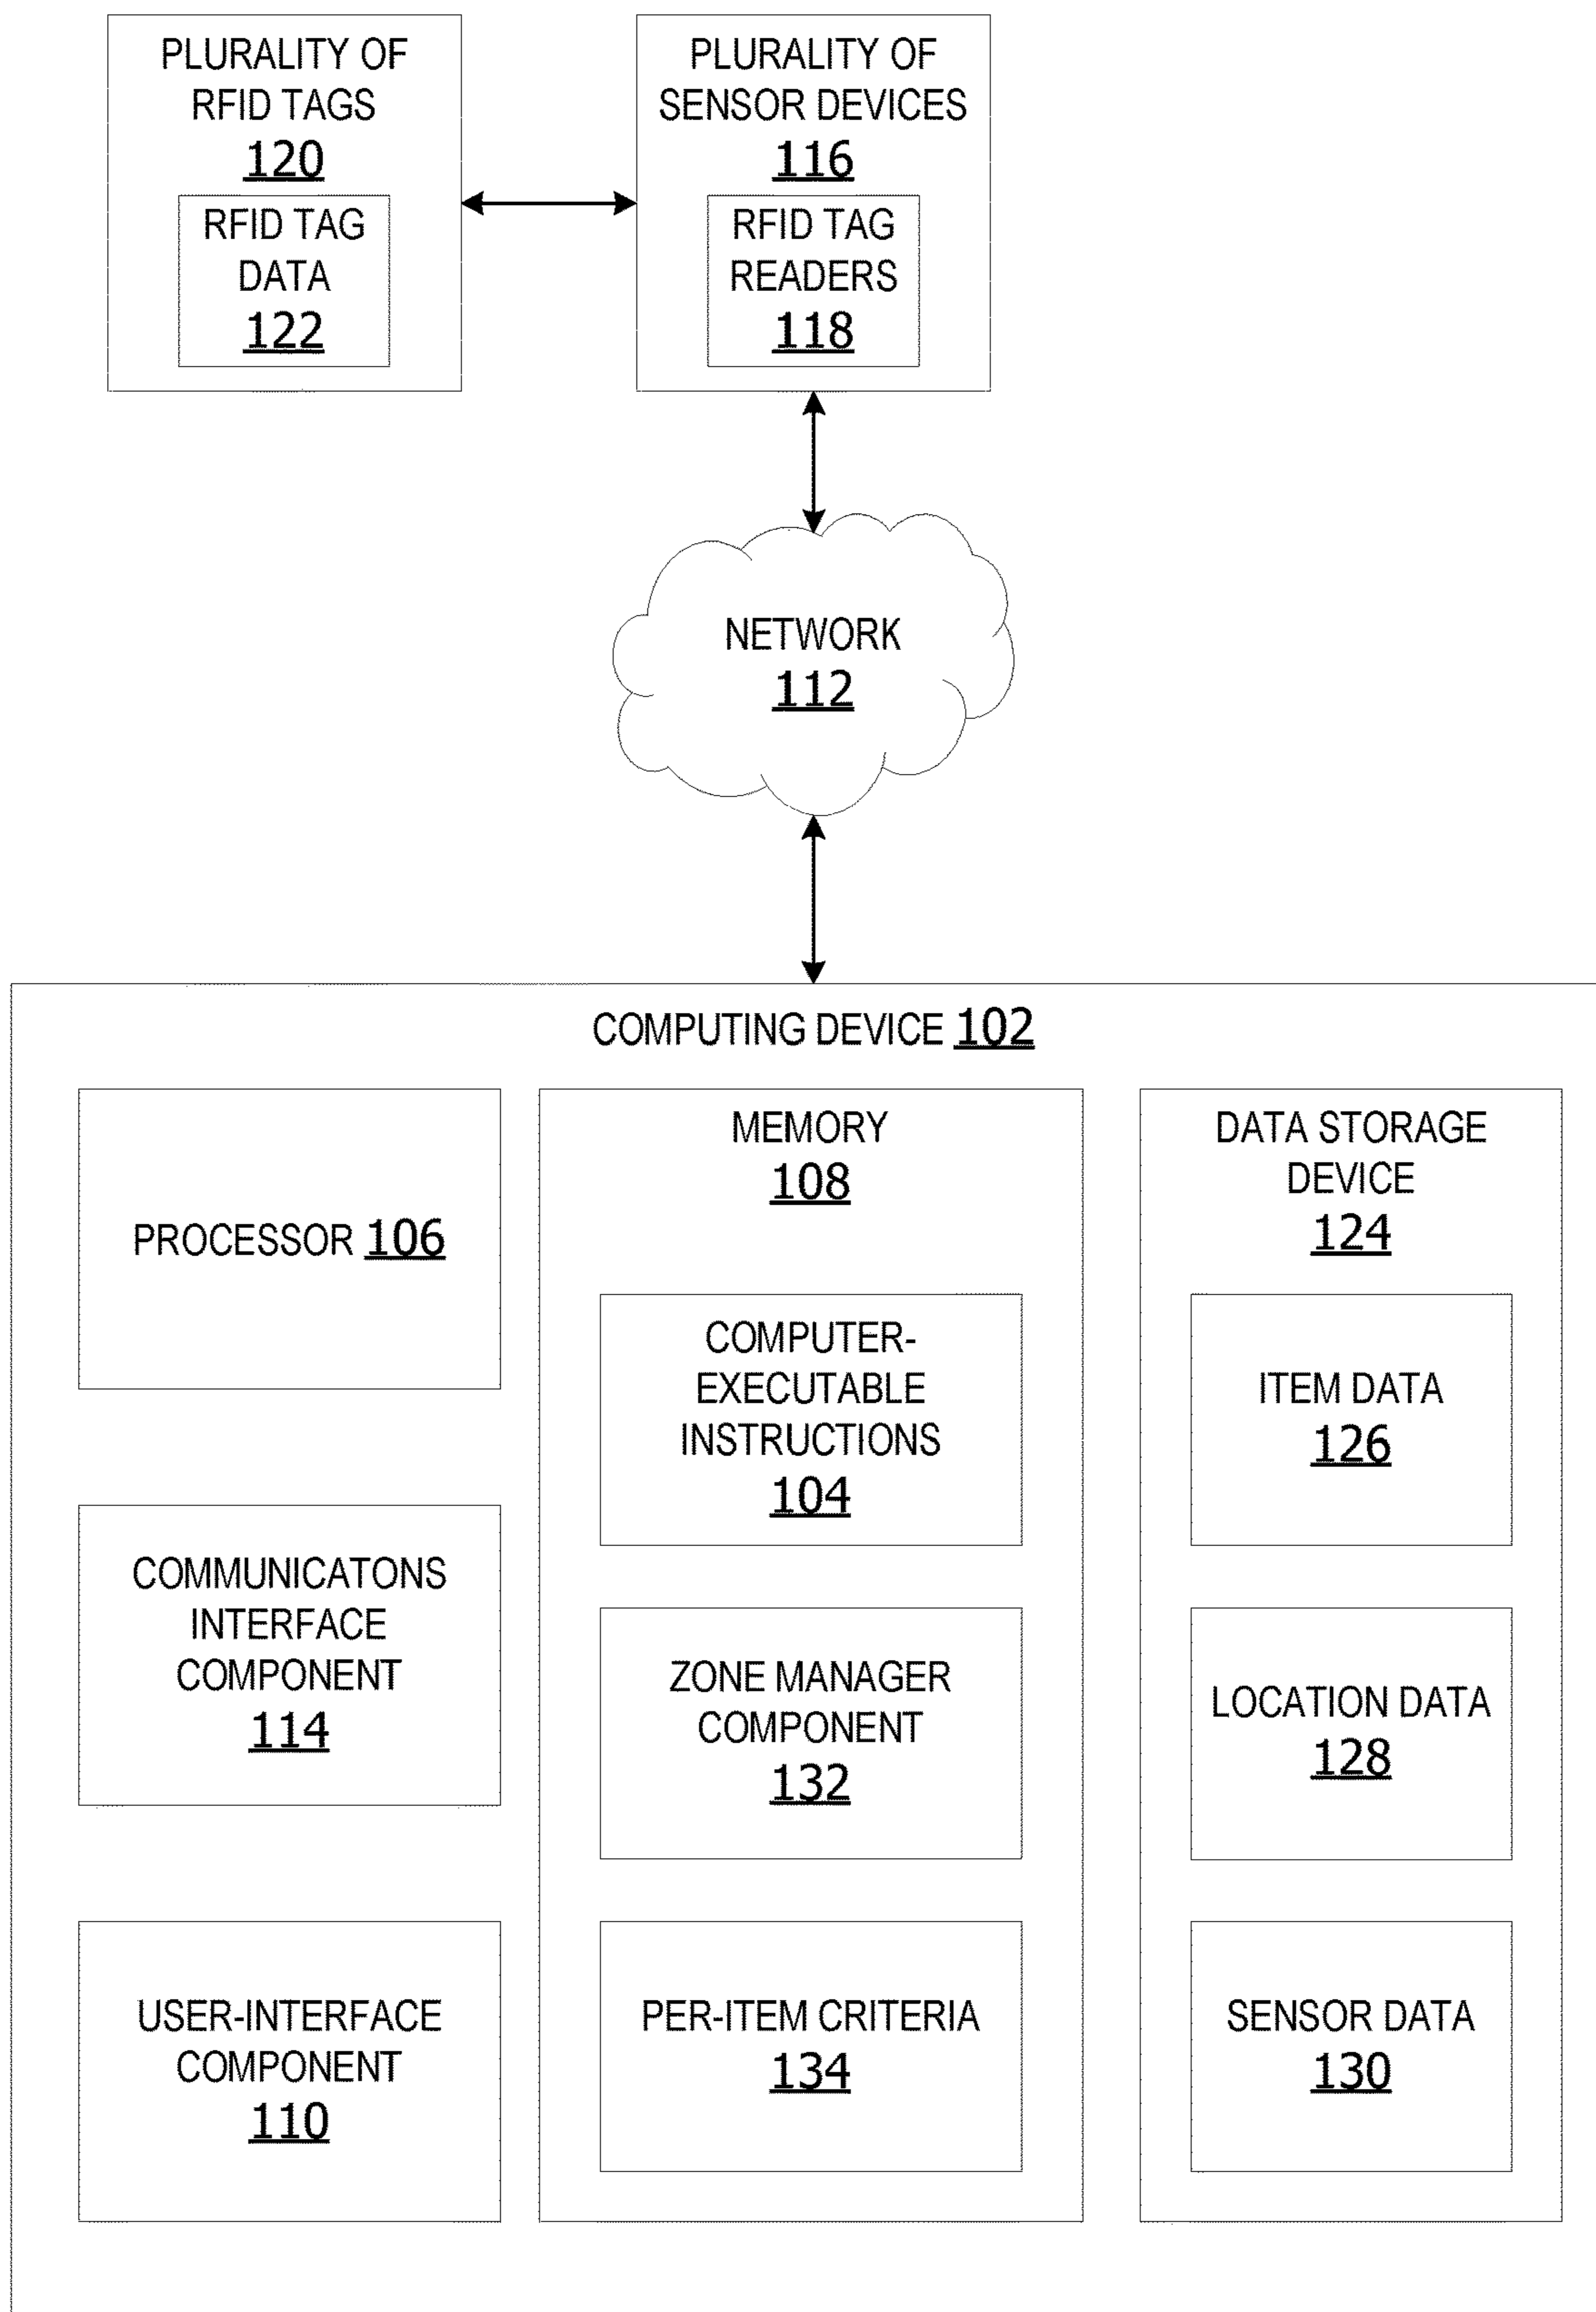 PLURALITY OF
RFID TAGS
120
RFID TAG
DATA
122
PLURALITY OF
SENSOR DEVICES
116
RFID TAG
READERS
118
NETWORK
112
COMPUTING DEVICE 102
PROCESSOR 106
COMMUNICATONS
INTERFACE
COMPONENT
114
USER-INTERFACE
COMPONENT
110
MEMORY
108
COMPUTER-
EXECUTABLE
INSTRUCTIONS
104
ZONE MANAGER
COMPONENT
132
PER-ITEM CRITERIA
134
DATA STORAGE
DEVICE
124
ITEM DATA
126
LOCATION DATA
128
SENSOR DATA
130